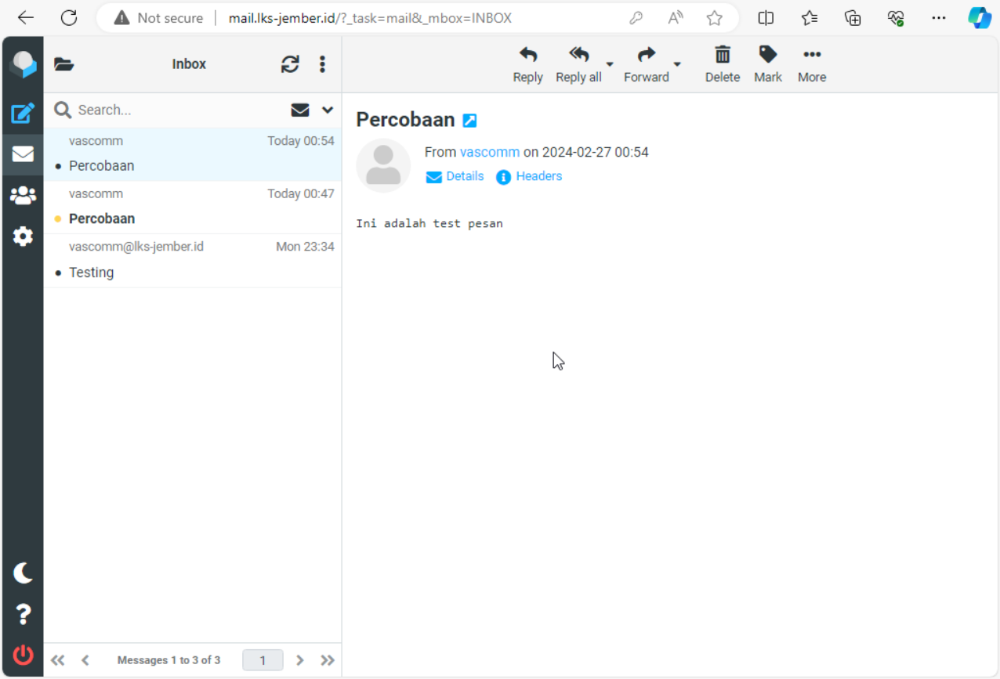 Not secure mail.lks-jember.id/?_task=mail&_mbox=INBOX
Inbox
Search...
vascomm Today 00:54
Percobaan
vascomm Today 00:47
Percobaan
vascomm@lks-jember.id Mon 23:34
Testing
Messages 1 to 3 of 3 1
Reply Reply all Forward Delete Mark More
Percobaan
From vascomm on 2024-02-27 00:54
Details Headers
Ini adalah test pesan